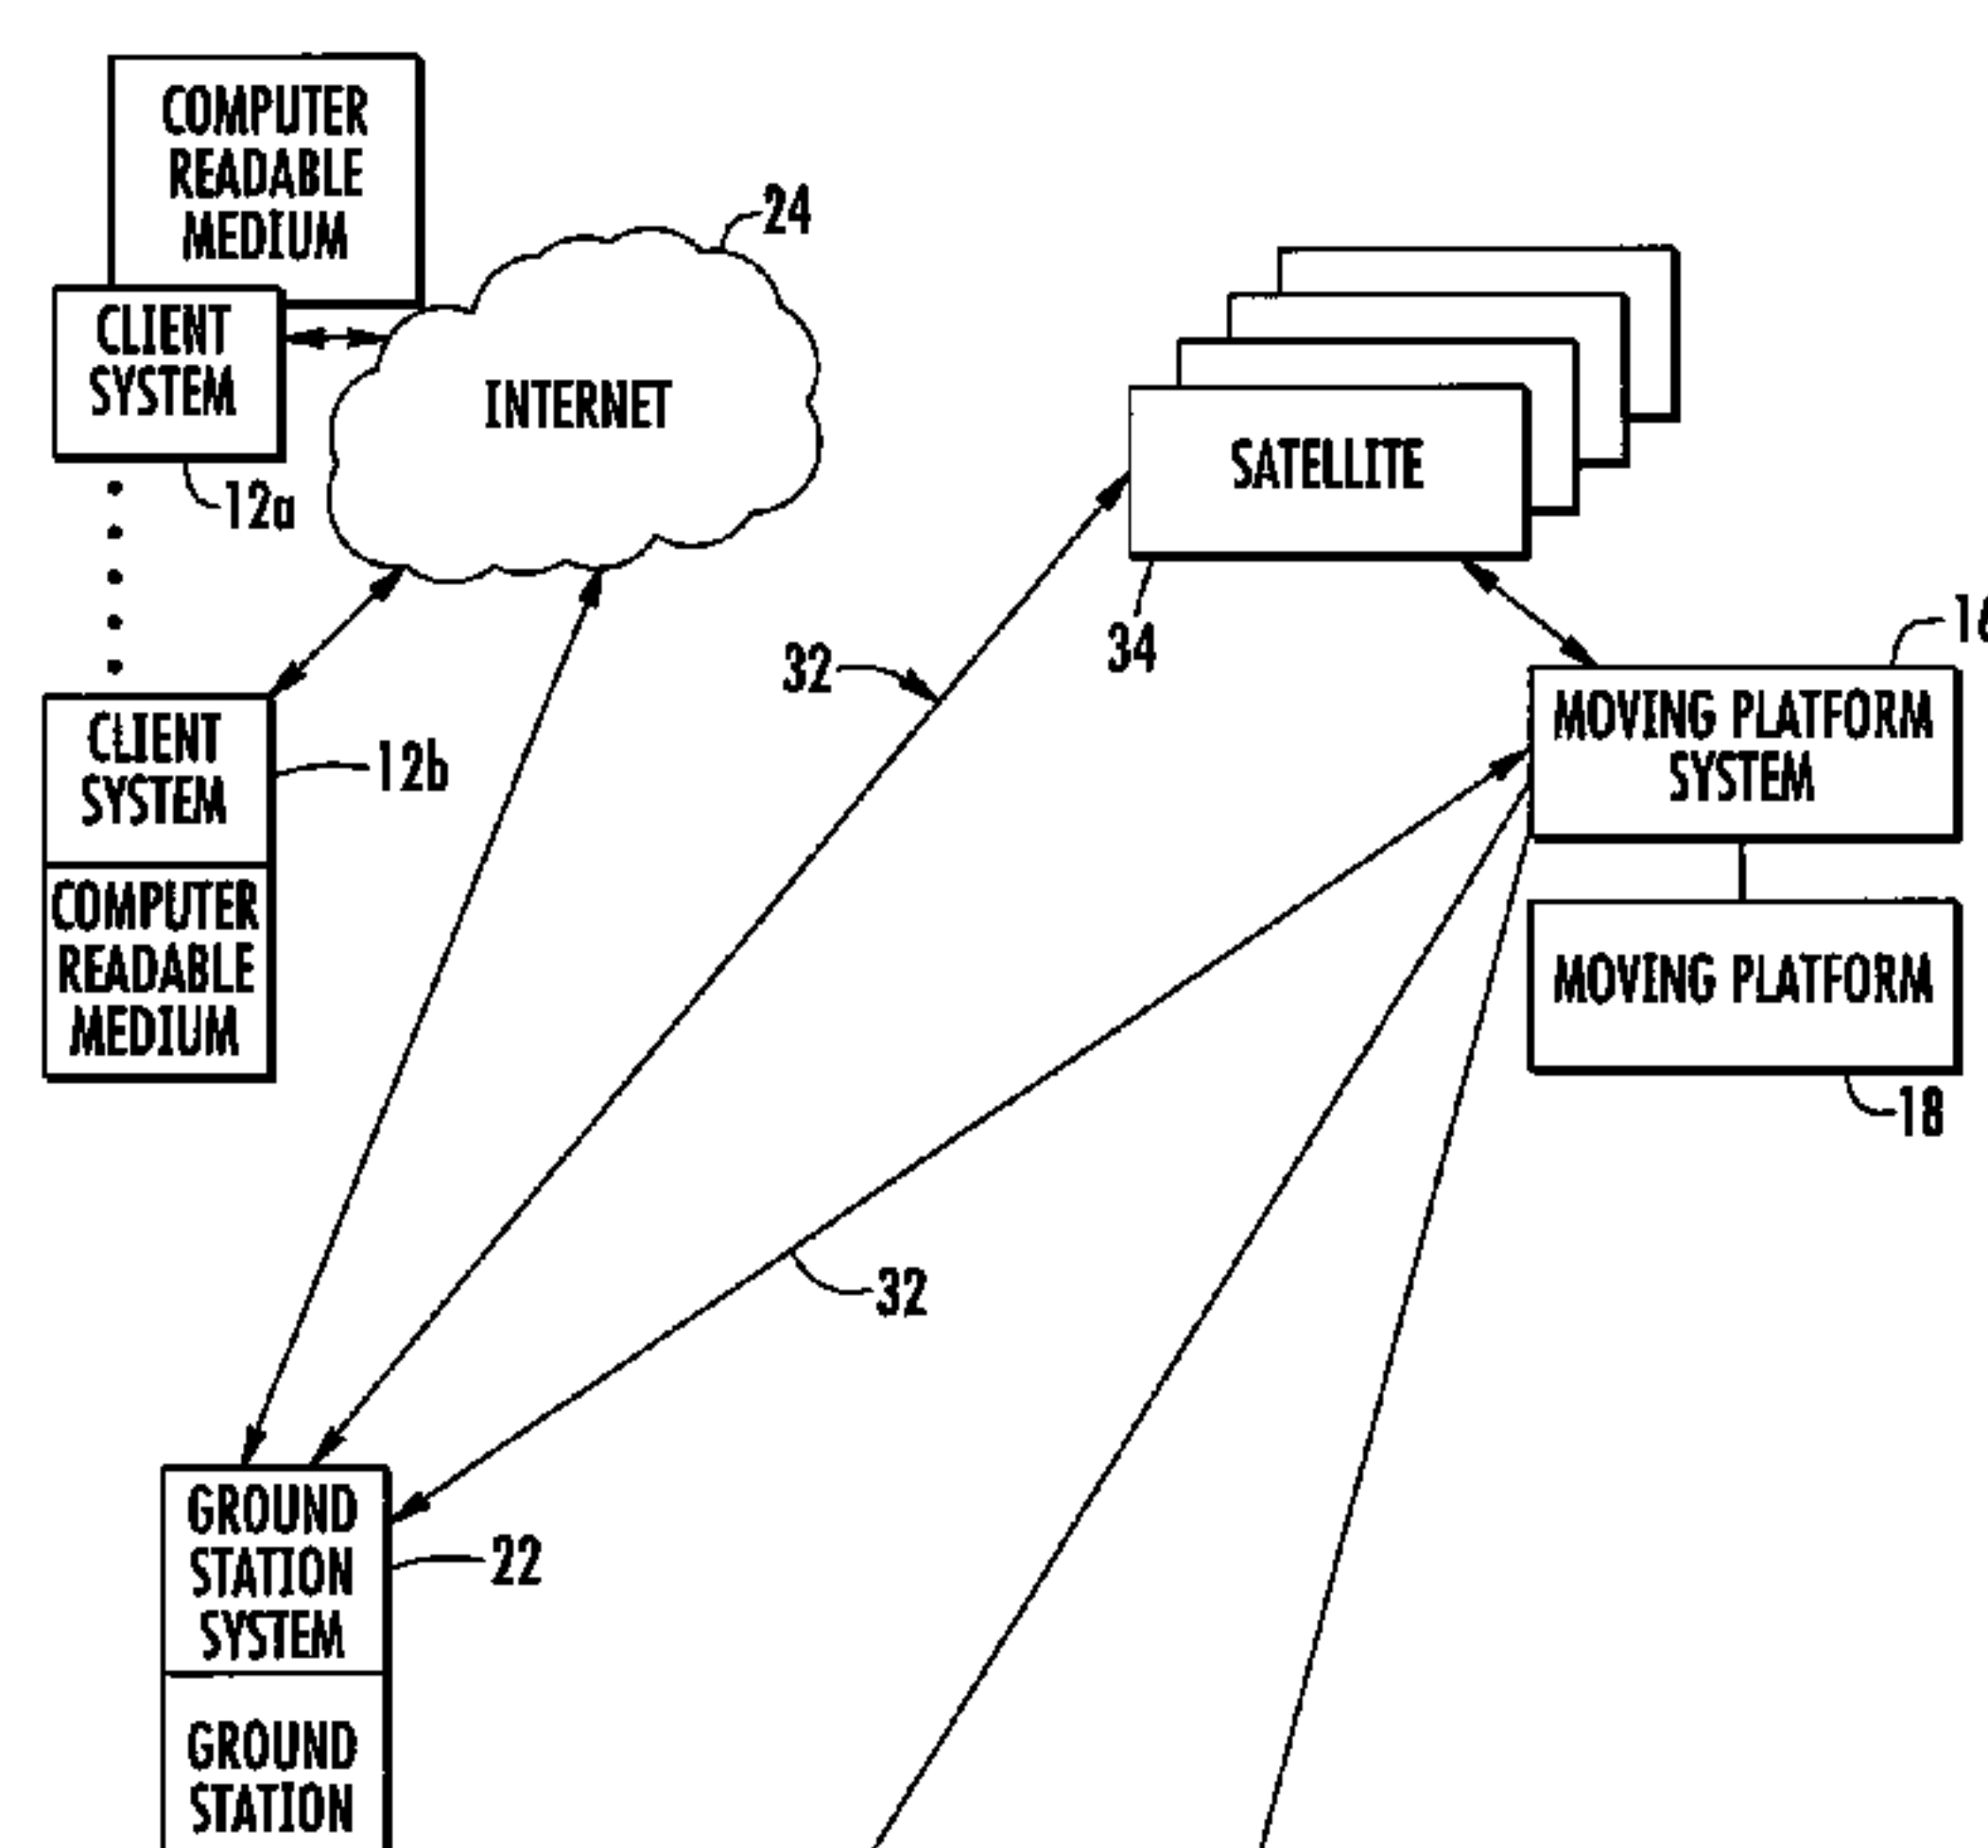 COMPUTER
READABLE
MEDIUM
CLIENT
SYSTEM
12a
24
INTERNET
SATELLITE
34
32
CLIENT
SYSTEM
12b
COMPUTER
READABLE
MEDIUM
MOVING PLATFORM
SYSTEM
MOVING PLATFORM
18
32
GROUND
STATION
SYSTEM
22
GROUND
STATION